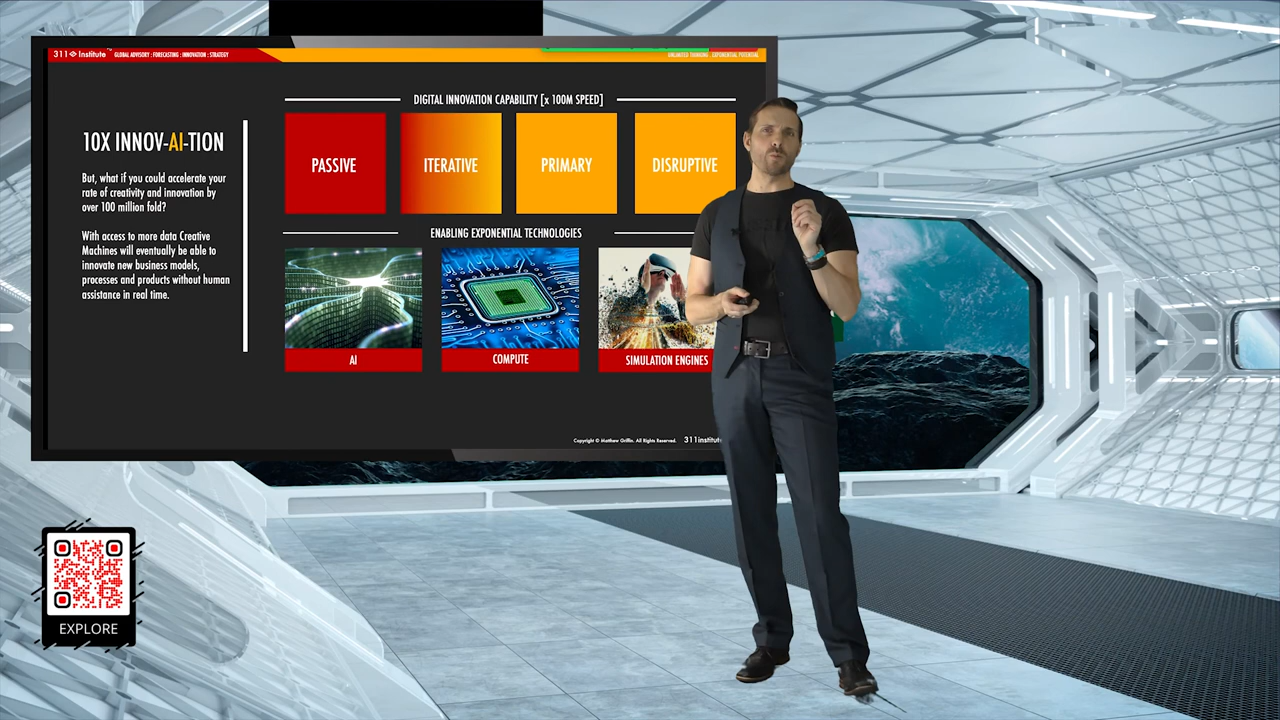 311 Institute
GLOBAL ADVISORY : FORECASTING : INNOVATION : STRATEGY
UNLIMITED THINKING . EXPONENTIAL POTENTIAL
10X INNOV-AI-TION
But, what if you could accelerate your
rate of creativity and innovation by
over 100 million fold?
With access to more data Creative
Machines will eventually be able to
innovate new business models,
processes and products without human
assistance in real time.
DIGITAL INNOVATION CAPABILITY [x 100M SPEED]
PASSIVE
ITERATIVE
PRIMARY
DISRUPTIVE
ENABLING EXPONENTIAL TECHNOLOGIES
AI
COMPUTE
SIMULATION ENGINES
Copyright © Matthew Griffin. All Rights Reserved.
311institut
EXPLORE